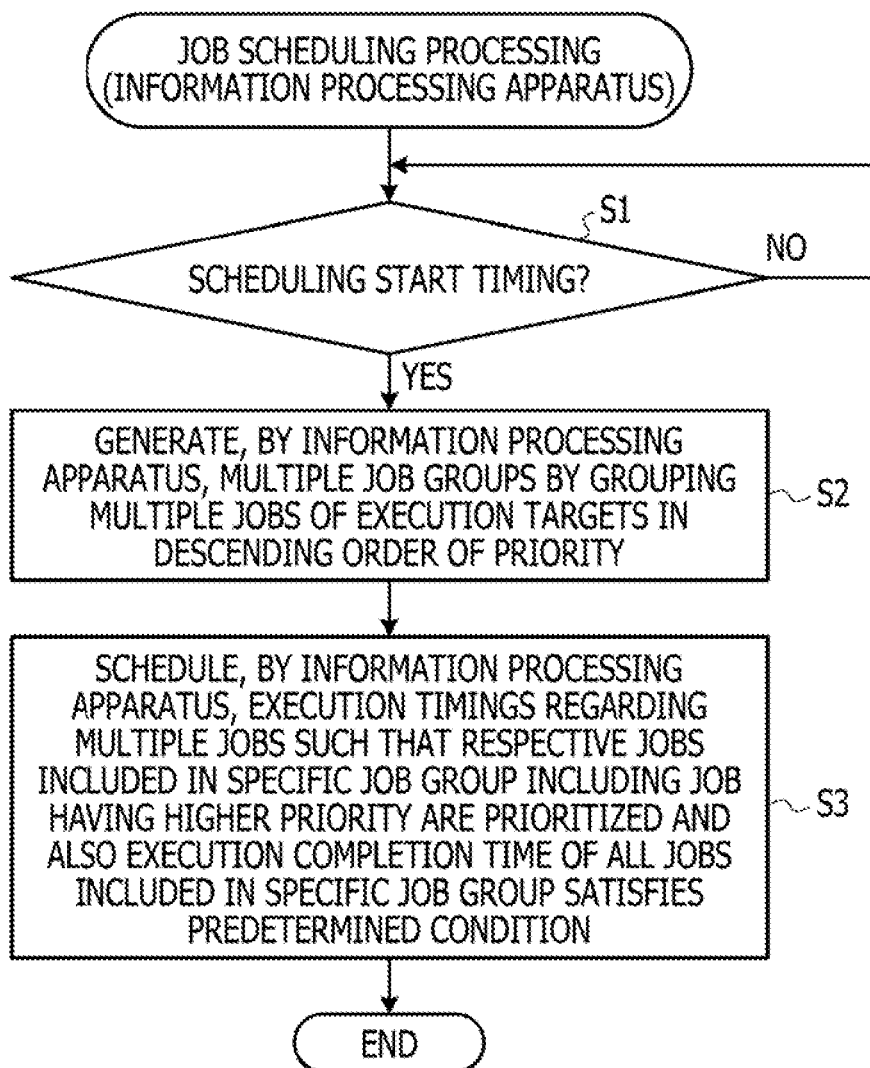 JOB SCHEDULING PROCESSING
(INFORMATION PROCESSING APPARATUS)
S1
NO
SCHEDULING START TIMING?
YES
GENERATE, BY INFORMATION PROCESSING
APPARATUS, MULTIPLE JOB GROUPS BY GROUPING
MULTIPLE JOBS OF EXECUTION TARGETS IN
DESCENDING ORDER OF PRIORITY
S2
SCHEDULE, BY INFORMATION PROCESSING
APPARATUS, EXECUTION TIMINGS REGARDING
MULTIPLE JOBS SUCH THAT RESPECTIVE JOBS
INCLUDED IN SPECIFIC JOB GROUP INCLUDING JOB
HAVING HIGHER PRIORITY ARE PRIORITIZED AND
ALSO EXECUTION COMPLETION TIME OF ALL JOBS
INCLUDED IN SPECIFIC JOB GROUP SATISFIES
PREDETERMINED CONDITION
S3
END